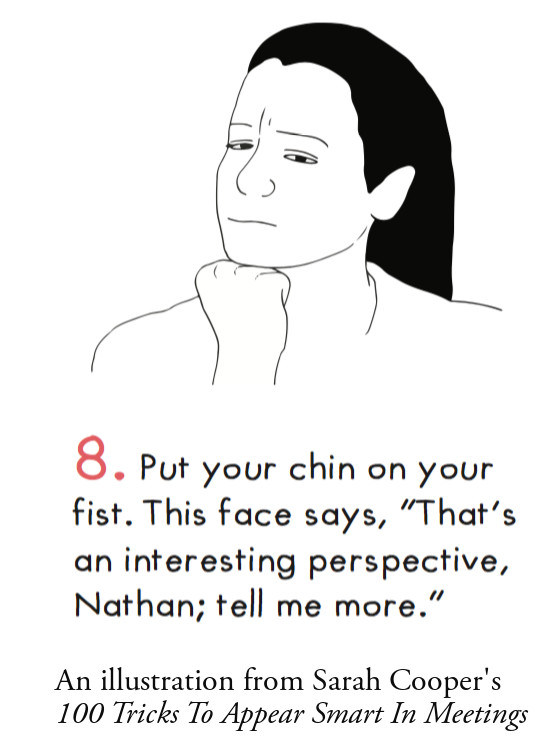 8. Put your chin on your
fist. This face says, "That's
an interesting perspective,
Nathan; tell me more."
An illustration from Sarah Cooper's
100 Tricks To Appear Smart In Meetings